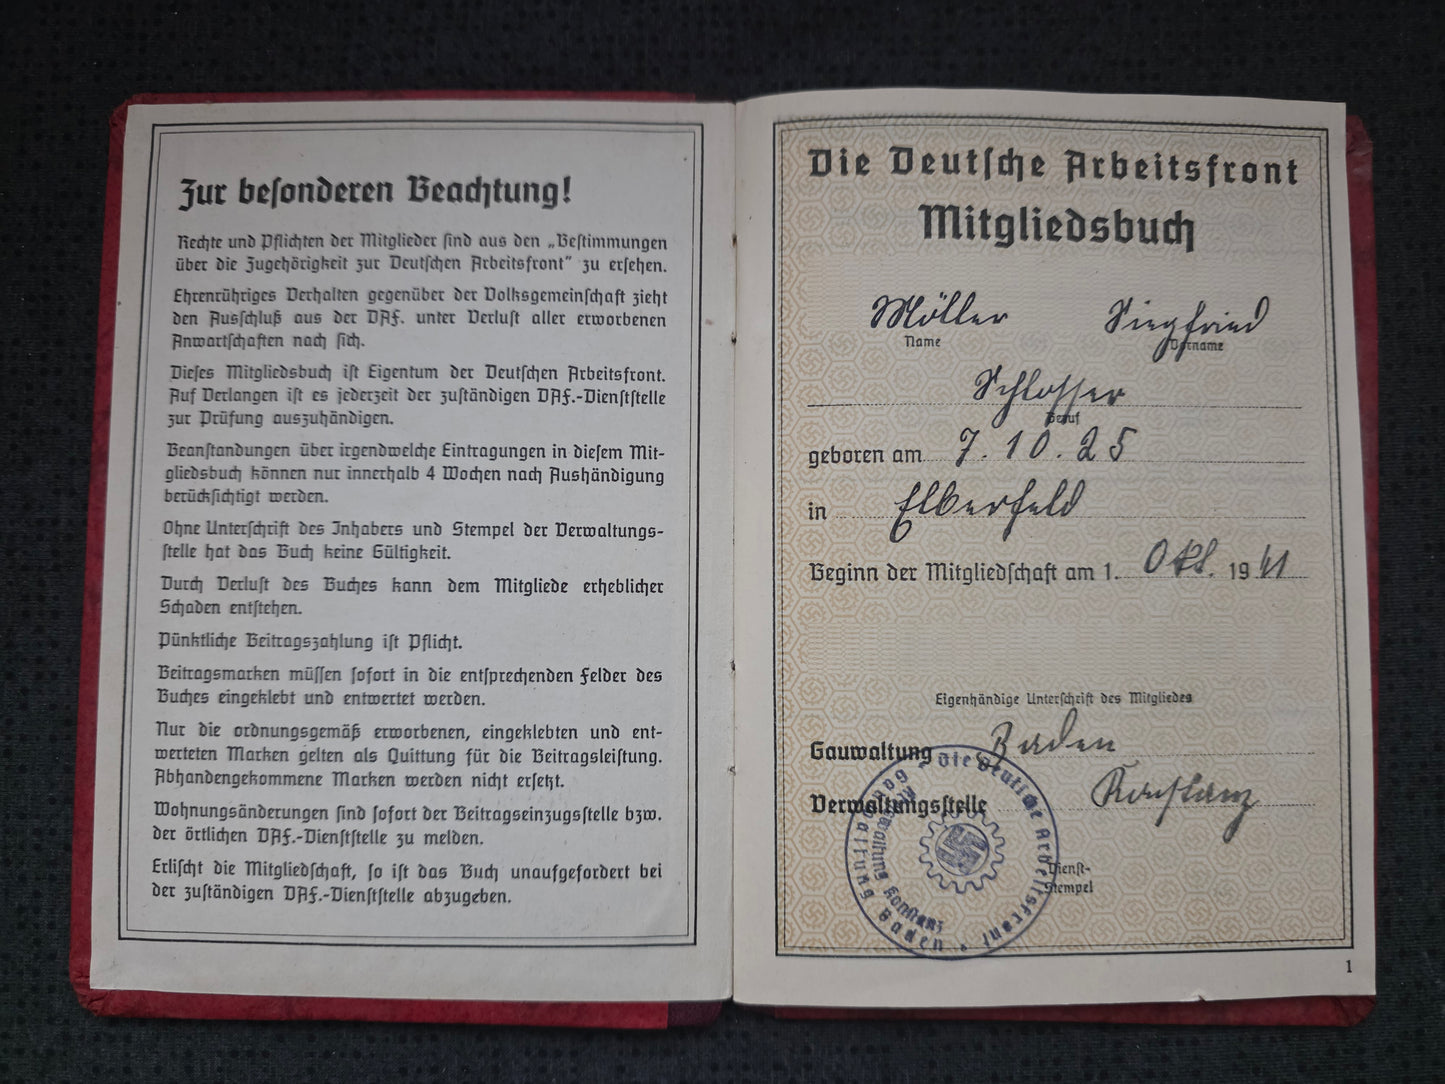 Zur besonderen Beachtung!
Rechte und Pflichten der Mitglieder sind aus den „Bestimmungen
über die Zugehörigkeit zur Deutschen Arbeitsfront“ zu ersehen.
Ehrenrühriges Verhalten gegenüber der Volksgemeinschaft zieht
den Ausschluß aus der DAF. unter Verlust aller erworbenen
Anwartschaften nach sich.
Dieses Mitgliedsbuch ist Eigentum der Deutschen Arbeitsfront.
Auf Verlangen ist es jederzeit der zuständigen DAF.-Dienststelle
zur Prüfung auszuhändigen.
Beanstandungen über irgendwelche Eintragungen in diesem Mit-
gliedsbuch können nur innerhalb 4 Wochen nach Aushändigung
berücksichtigt werden.
Ohne Unterschrift des Inhabers und Stempel der Verwaltungs-
stelle hat das Buch keine Gültigkeit.
Durch Verlust des Buches kann dem Mitgliede erheblicher
Schaden entstehen.
Pünktliche Beitragszahlung ist Pflicht.
Beitragsmarken müssen sofort in die entsprechenden Felder des
Buches eingeklebt und entwertet werden.
Nur die ordnungsgemäß erworbenen, eingeklebten und ent-
werteten Marken gelten als Quittung für die Beitragsleistung.
Abhandengekommene Marken werden nicht ersetzt.
Wohnungsänderungen sind sofort der Beitragseinzugsstelle bzw.
der örtlichen DAF.-Dienststelle zu melden.
Erlischt die Mitgliedschaft, so ist das Buch unaufgefordert bei
der zuständigen DAF.-Dienststelle abzugeben.
Die Deutsche Arbeitsfront
Mitgliedsbuch
Möller Siegfried
Name Vorname
Schlosser
Beruf
geboren am 7.10.25
in Elberfeld
Beginn der Mitgliedschaft am 1. Okt. 1941
Eigenhändige Unterschrift des Mitgliedes
Gauwaltung Baden
Verwaltungsstelle Konstanz
Dienst-
Stempel
Die Deutsche Arbeitsfront
Gauwaltung Baden
Kreiswaltung Konstanz
1